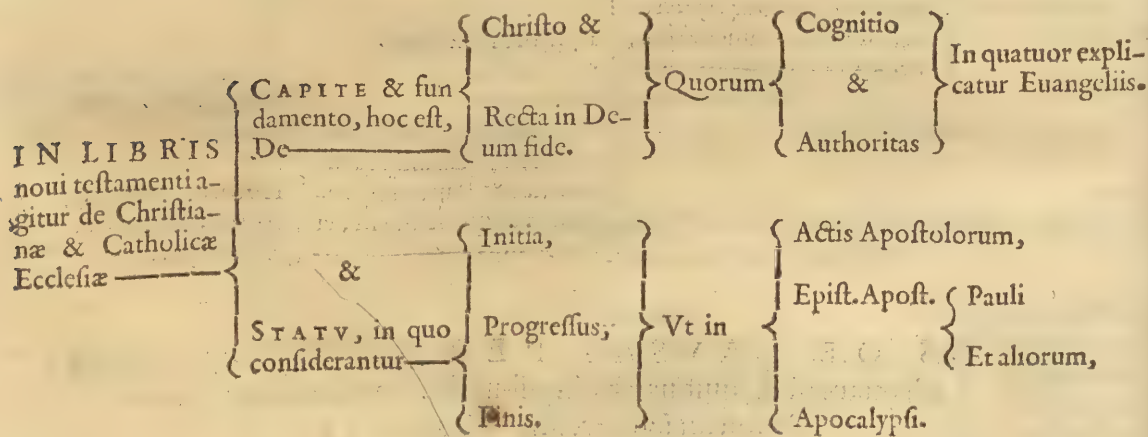 IN LIBRIS
noui teſtamenti a-
gitur de Chriſtia-
næ & Catholicæ
Eccleſiæ
CAPITE & fun
damento, hoc eſt,
De
Chriſto &
Recta in De-
um fide.
Quorum
Cognitio
&
Authoritas
In quatuor expli-
catur Euangeliis.
&
STATV, in quo
conſiderantur
Initia,
Progreſſus,
Finis.
Vt in
Actis Apoſtolorum,
Epiſt. Apoſt.
Pauli
Et aliorum,
Apocalypſi.